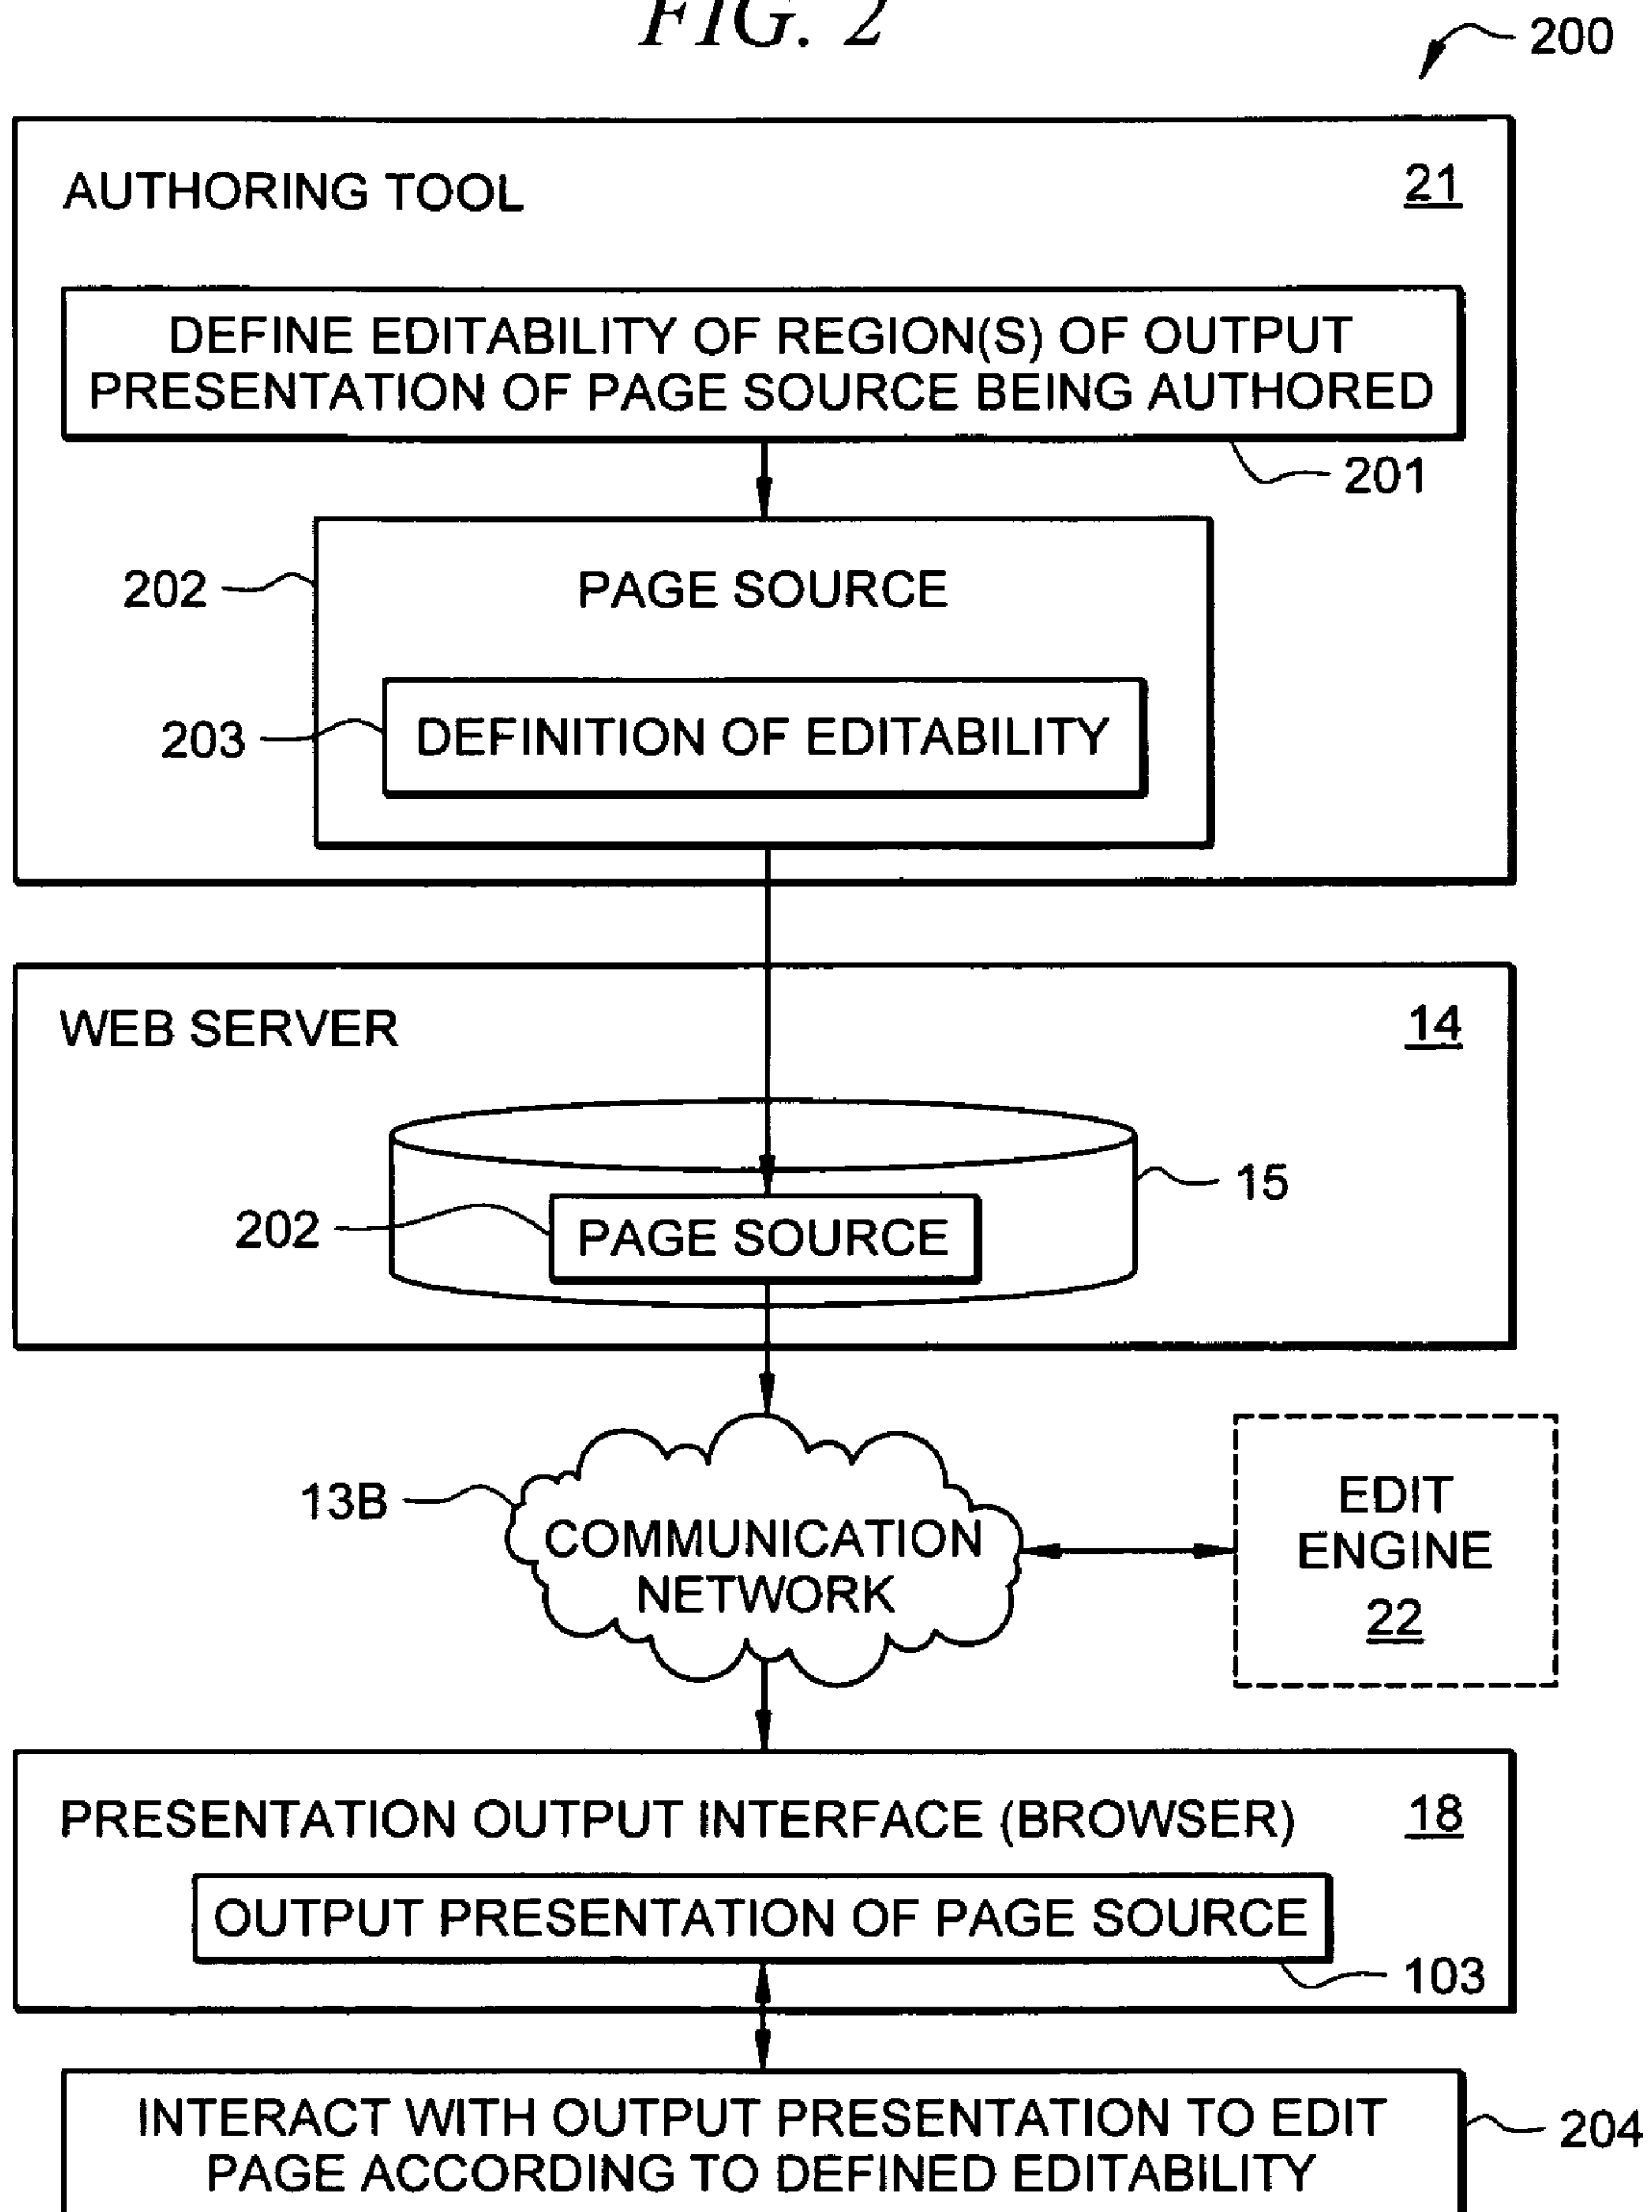 FIG. 2
200
AUTHORING TOOL
21
DEFINE EDITABILITY OF REGION(S) OF OUTPUT
PRESENTATION OF PAGE SOURCE BEING AUTHORED
201
202
PAGE SOURCE
203
DEFINITION OF EDITABILITY
WEB SERVER
14
15
202
PAGE SOURCE
13B
COMMUNICATION
NETWORK
EDIT
ENGINE
22
PRESENTATION OUTPUT INTERFACE (BROWSER)
18
OUTPUT PRESENTATION OF PAGE SOURCE
103
INTERACT WITH OUTPUT PRESENTATION TO EDIT
PAGE ACCORDING TO DEFINED EDITABILITY
204